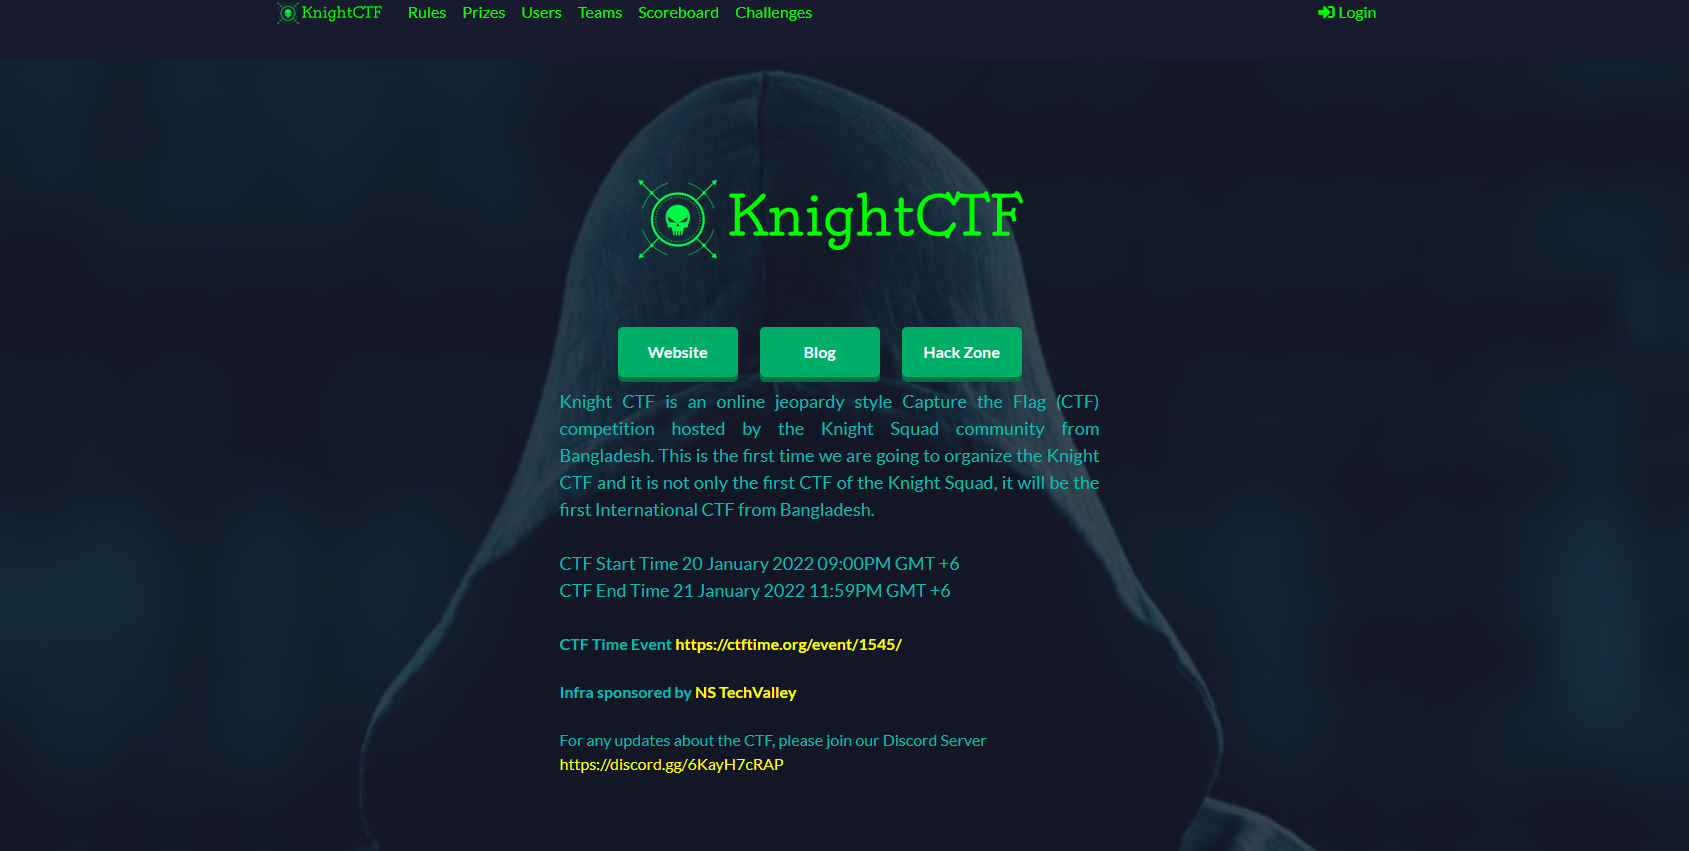 KnightCTF Rules Prizes Users Teams Scoreboard Challenges Login
KnightCTF
Website Blog Hack Zone
Knight CTF is an online jeopardy style Capture the Flag (CTF)
competition hosted by the Knight Squad community from
Bangladesh. This is the first time we are going to organize the Knight
CTF and it is not only the first CTF of the Knight Squad, it will be the
first International CTF from Bangladesh.
CTF Start Time 20 January 2022 09:00PM GMT +6
CTF End Time 21 January 2022 11:59PM GMT +6
CTF Time Event https://ctftime.org/event/1545/
Infra sponsored by NS TechValley
For any updates about the CTF, please join our Discord Server
https://discord.gg/6KayH7cRAP